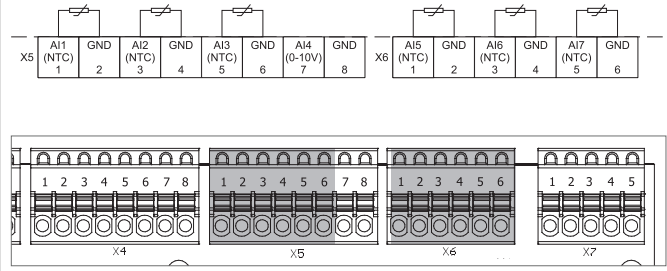 AI1 GND AI2 GND AI3 GND AI4 GND AI5 GND AI6 GND AI7 GND
X5 (NTC) (NTC) (NTC) (0-10V) X6 (NTC) (NTC) (NTC)
1 2 3 4 5 6 7 8 1 2 3 4 5 6
1 2 3 4 5 6 7 8 1 2 3 4 5 6 7 8 1 2 3 4 5 6 1 2 3 4 5
X4 X5 X6 X7